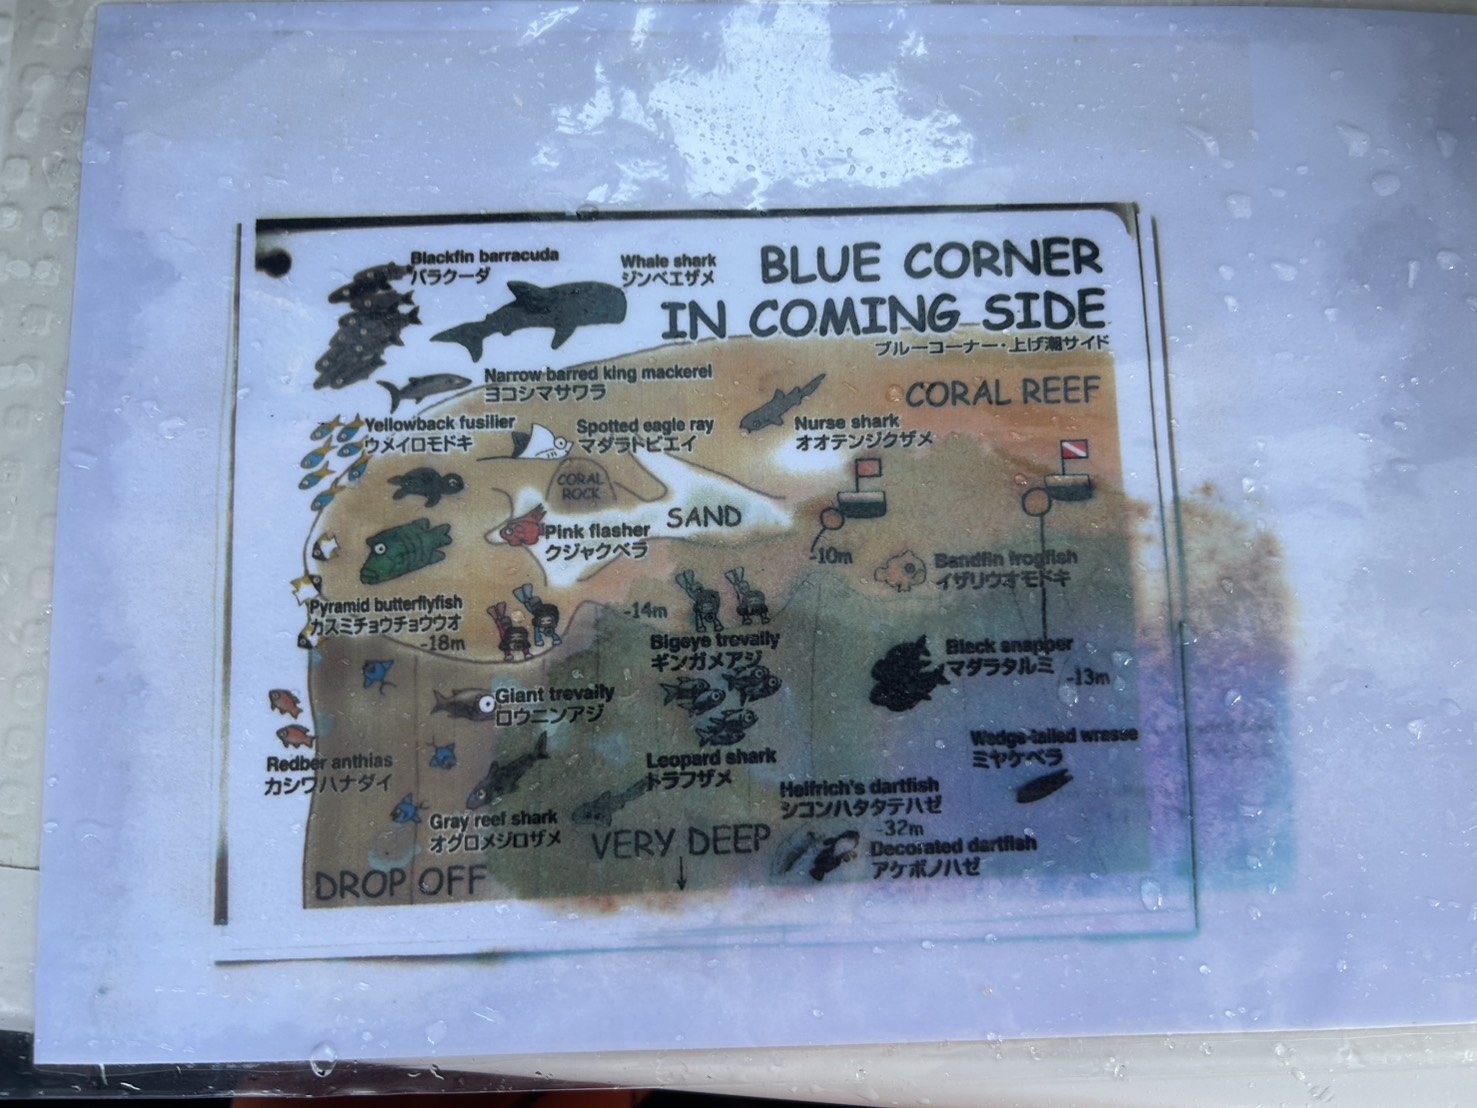 BLUE CORNER
IN COMING SIDE
ブルーコーナー・上げ潮サイド
Blackfin barracuda
バラクーダ
Whale shark
ジンベエザメ
Narrow barred king mackerel
ヨコシマサワラ
CORAL REEF
Yellowback fusilier
ウメイロモドキ
Spotted eagle ray
マダラトビエイ
Nurse shark
オオテンジクザメ
CORAL
ROCK
SAND
Pink flasher
クジャクベラ
-10m
Bandfin frogfish
イザリウオモドキ
Pyramid butterflyfish
カスミチョウチョウウオ
-18m
-14m
Bigeye trevally
ギンガメアジ
Black snapper
マダラタルミ
-13m
Giant trevally
ロウニンアジ
Redber anthias
カシワハナダイ
Leopard shark
トラフザメ
Wedge-tailed wrasse
ミヤケベラ
Helfrich's dartfish
シコンハタタテハゼ
-32m
Gray reef shark
オグロメジロザメ
VERY DEEP
Decorated dartfish
アケボノハゼ
DROP OFF